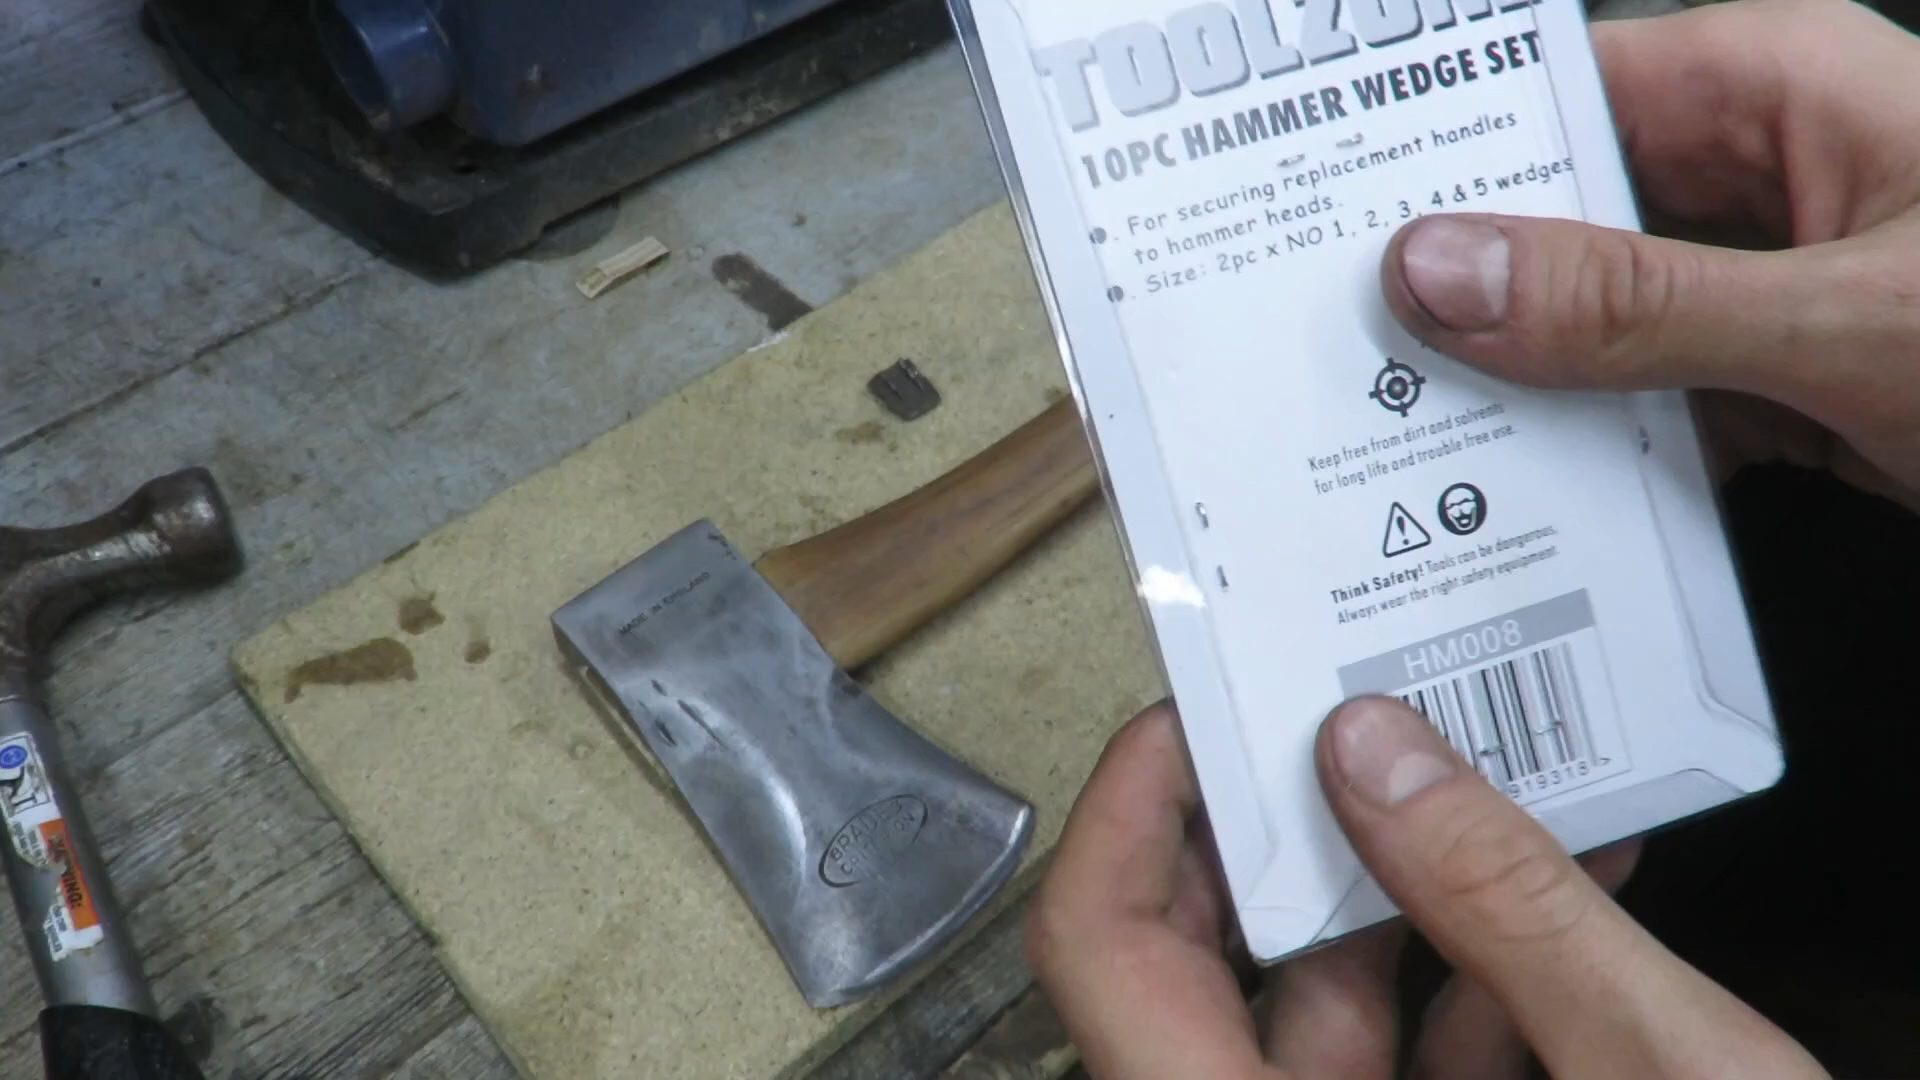 TOOLZONE
10PC HAMMER WEDGE SET
. For securing replacement handles
to hammer heads.
. Size: 2pc x NO 1, 2, 3, 4 & 5 wedges
Keep free from dirt and solvents
for long life and trouble free use.
Think Safety! Tools can be dangerous.
Always wear the right safety equipment.
HM008
919318 >
MADE IN ENGLAND
BRADES